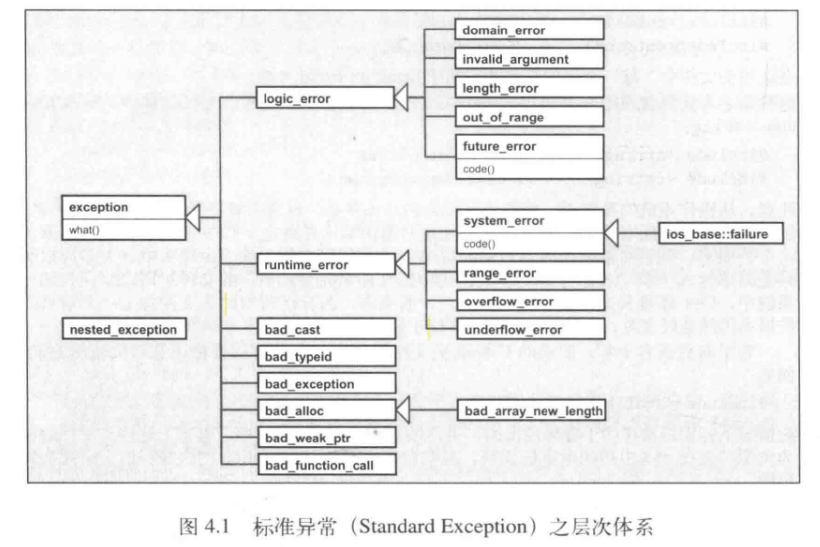 domain_error
invalid_argument
length_error
logic_error
out_of_range
future_error
code()
exception
what()
system_error
code()
ios_base::failure
runtime_error
range_error
overflow_error
nested_exception
bad_cast
underflow_error
bad_typeid
bad_exception
bad_alloc
bad_array_new_length
bad_weak_ptr
bad_function_call
图 4.1 标准异常（Standard Exception）之层次体系